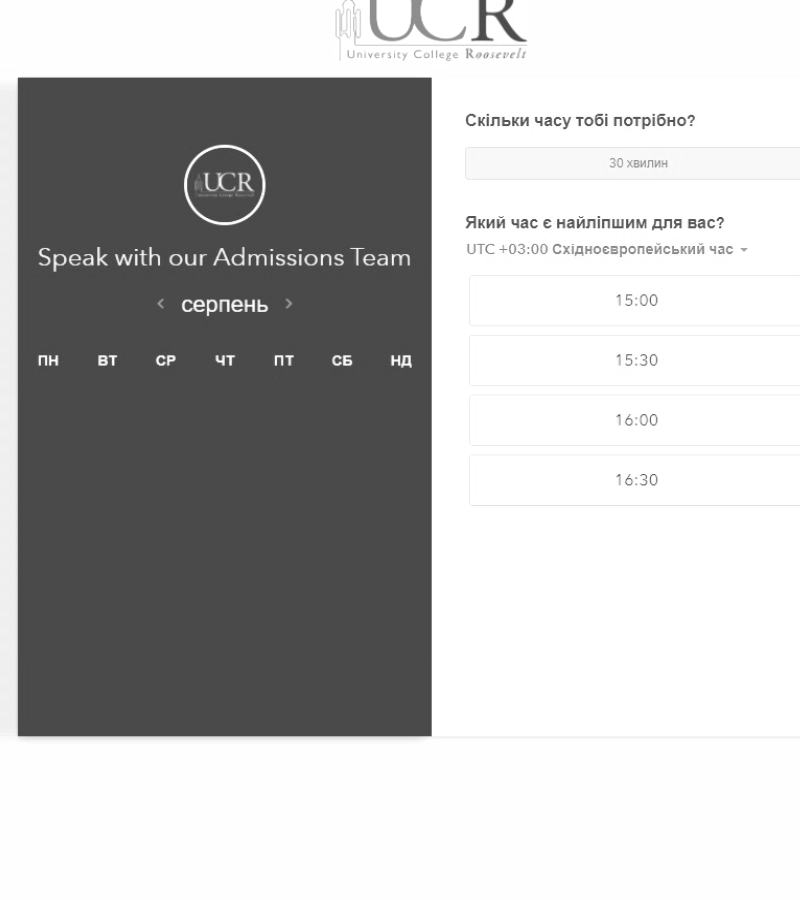 UCR
University College Roosevelt
UCR
Speak with our Admissions Team
серпень
ПН ВТ СР ЧТ ПТ СБ НД
Скільки часу тобі потрібно?
30 хвилин
Який час є найліпшим для вас?
UTC +03:00 Східноєвропейський час
15:00
15:30
16:00
16:30